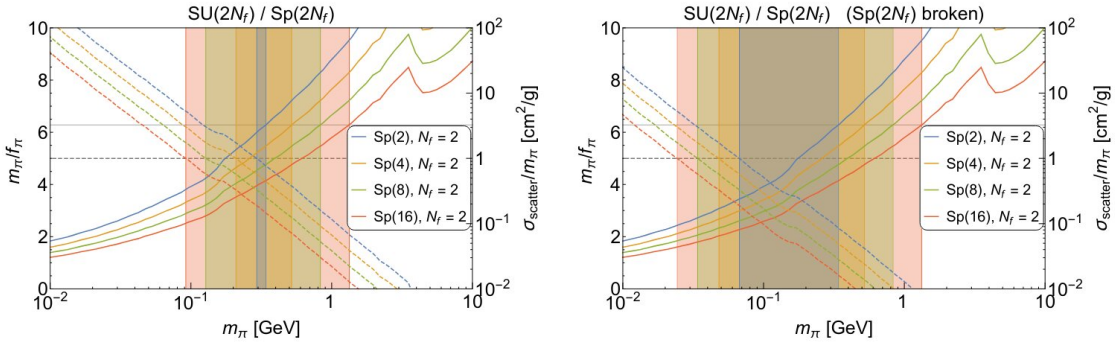 SU(2N_f) / Sp(2N_f)
10
8
6
4
2
0
m_π/f_π
10^2
10
1
10^-1
10^-2
σ_scatter/m_π [cm^2/g]
Sp(2), N_f = 2
Sp(4), N_f = 2
Sp(8), N_f = 2
Sp(16), N_f = 2
10^-2
10^-1
1
10
m_π [GeV]
SU(2N_f) / Sp(2N_f) (Sp(2N_f) broken)
10
8
6
4
2
0
m_π/f_π
10^2
10
1
10^-1
10^-2
σ_scatter/m_π [cm^2/g]
Sp(2), N_f = 2
Sp(4), N_f = 2
Sp(8), N_f = 2
Sp(16), N_f = 2
10^-2
10^-1
1
10
m_π [GeV]